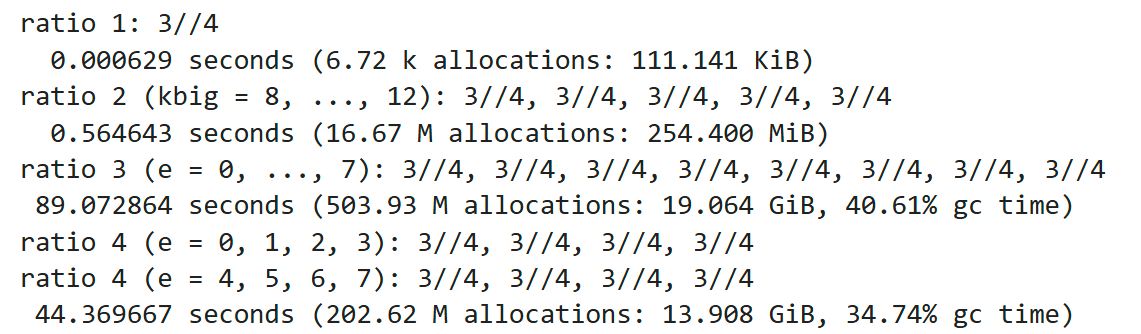 ratio 1: 3//4
0.000629 seconds (6.72 k allocations: 111.141 KiB)
ratio 2 (kbig = 8, ..., 12): 3//4, 3//4, 3//4, 3//4, 3//4
0.564643 seconds (16.67 M allocations: 254.400 MiB)
ratio 3 (e = 0, ..., 7): 3//4, 3//4, 3//4, 3//4, 3//4, 3//4, 3//4, 3//4
89.072864 seconds (503.93 M allocations: 19.064 GiB, 40.61% gc time)
ratio 4 (e = 0, 1, 2, 3): 3//4, 3//4, 3//4, 3//4
ratio 4 (e = 4, 5, 6, 7): 3//4, 3//4, 3//4, 3//4
44.369667 seconds (202.62 M allocations: 13.908 GiB, 34.74% gc time)